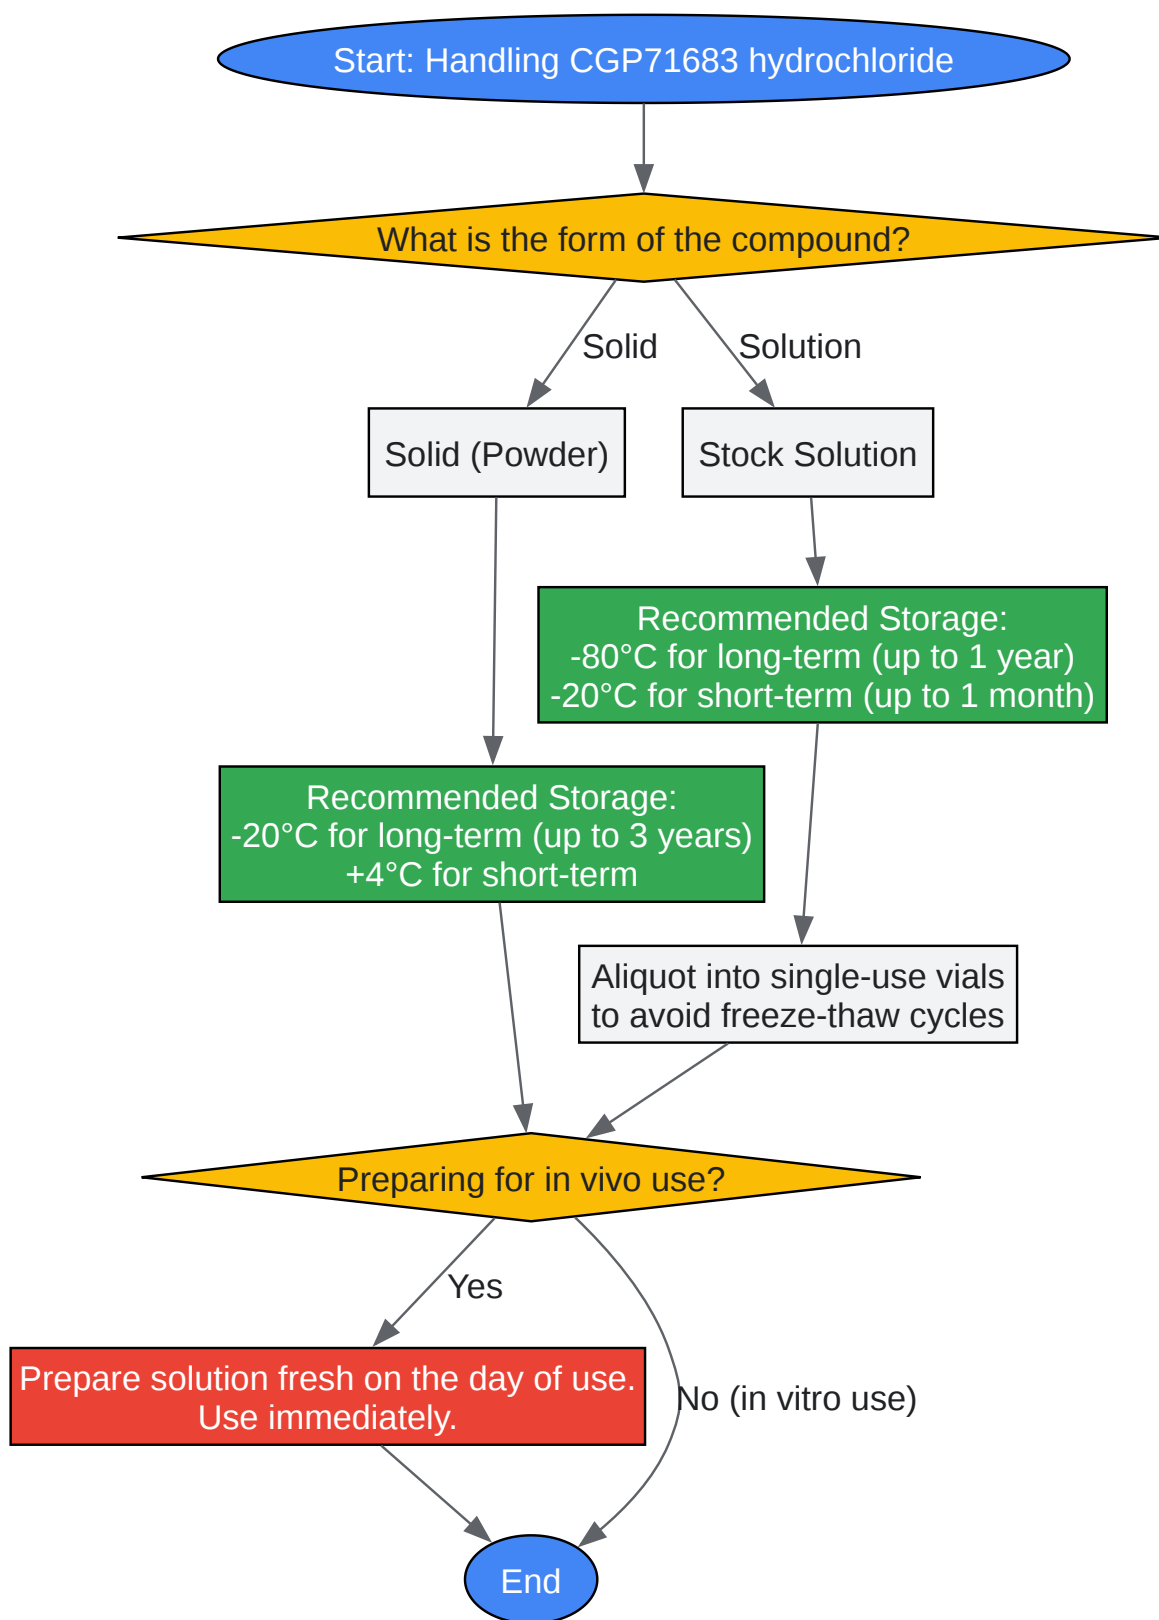 Start: Handling CGP71683 hydrochloride
What is the form of the compound?
Solid
Solution
Solid (Powder)
Stock Solution
Recommended Storage:
-80°C for long-term (up to 1 year)
-20°C for short-term (up to 1 month)
Recommended Storage:
-20°C for long-term (up to 3 years)
+4°C for short-term
Aliquot into single-use vials
to avoid freeze-thaw cycles
Preparing for in vivo use?
Yes
Prepare solution fresh on the day of use.
Use immediately.
No (in vitro use)
End